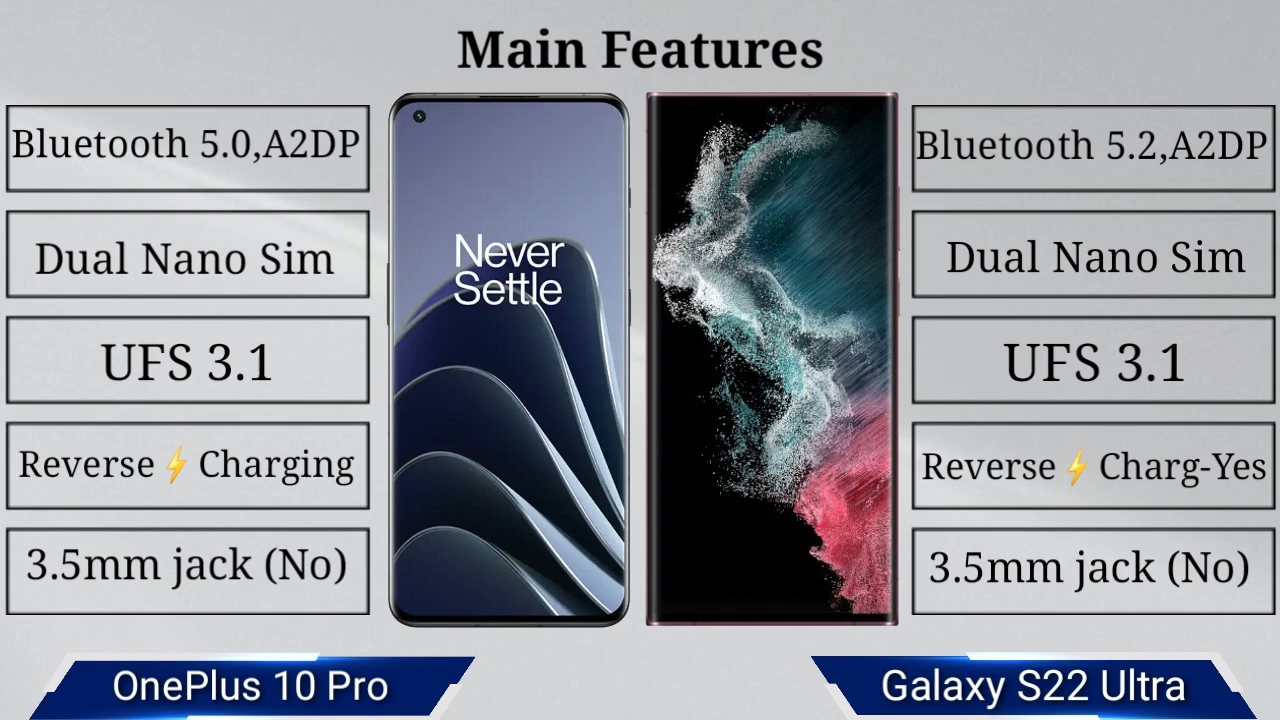 Main Features
Bluetooth 5.0,A2DP
Dual Nano Sim
UFS 3.1
Reverse⚡Charging
3.5mm jack (No)
Never
Settle
Bluetooth 5.2,A2DP
Dual Nano Sim
UFS 3.1
Reverse⚡Charg-Yes
3.5mm jack (No)
OnePlus 10 Pro
Galaxy S22 Ultra